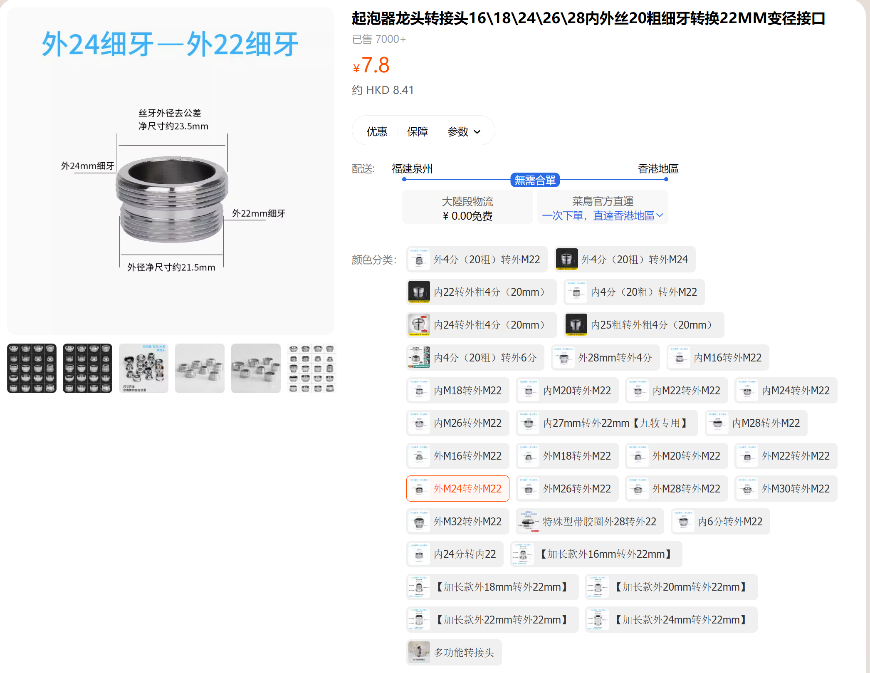 起泡器龙头转接头16\18\24\26\28内外丝20粗细牙转换22MM变径接口
已售 7000+
¥7.8
约 HKD 8.41
优惠 保障 参数
外24细牙—外22细牙
丝牙外径去公差
净尺寸约23.5mm
外24mm细牙
外22mm细牙
外径净尺寸约21.5mm
配送: 福建泉州 香港地區
無需合單
大陸段物流 菜鳥官方直運
¥ 0.00免费 一次下單，直達香港地區
颜色分类: 外4分（20粗）转外M22 外4分（20粗）转外M24
内22转外粗4分（20mm） 内4分（20粗）转外M22
内24转外粗4分（20mm） 内25粗转外粗4分（20mm）
内4分（20粗）转外6分 外28mm转外4分 内M16转外M22
内M18转外M22 内M20转外M22 内M22转外M22 内M24转外M22
内M26转外M22 内27mm转外22mm【九牧专用】 内M28转外M22
外M16转外M22 外M18转外M22 外M20转外M22 外M22转外M22
外M24转外M22 外M26转外M22 外M28转外M22 外M30转外M22
外M32转外M22 特殊型带胶圈外28转外22 内6分转外M22
内24分转内22 【加长款外16mm转外22mm】
【加长款外18mm转外22mm】 【加长款外20mm转外22mm】
【加长款外22mm转外22mm】 【加长款外24mm转外22mm】
多功能转接头